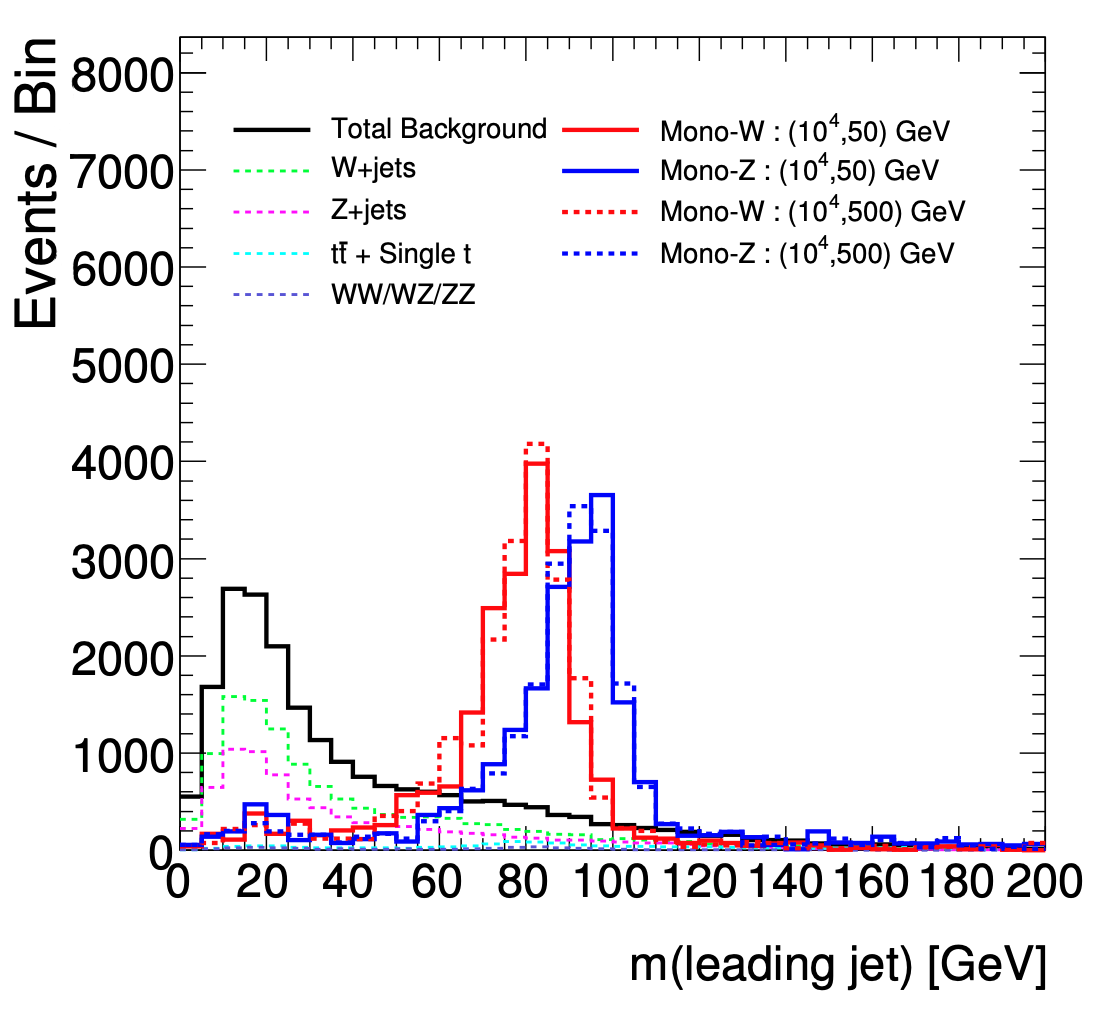 Events / Bin
8000
7000
6000
5000
4000
3000
2000
1000
0
Total Background
W+jets
Z+jets
tt̄ + Single t
WW/WZ/ZZ
Mono-W : (10⁴,50) GeV
Mono-Z : (10⁴,50) GeV
Mono-W : (10⁴,500) GeV
Mono-Z : (10⁴,500) GeV
0 20 40 60 80 100 120 140 160 180 200
m(leading jet) [GeV]